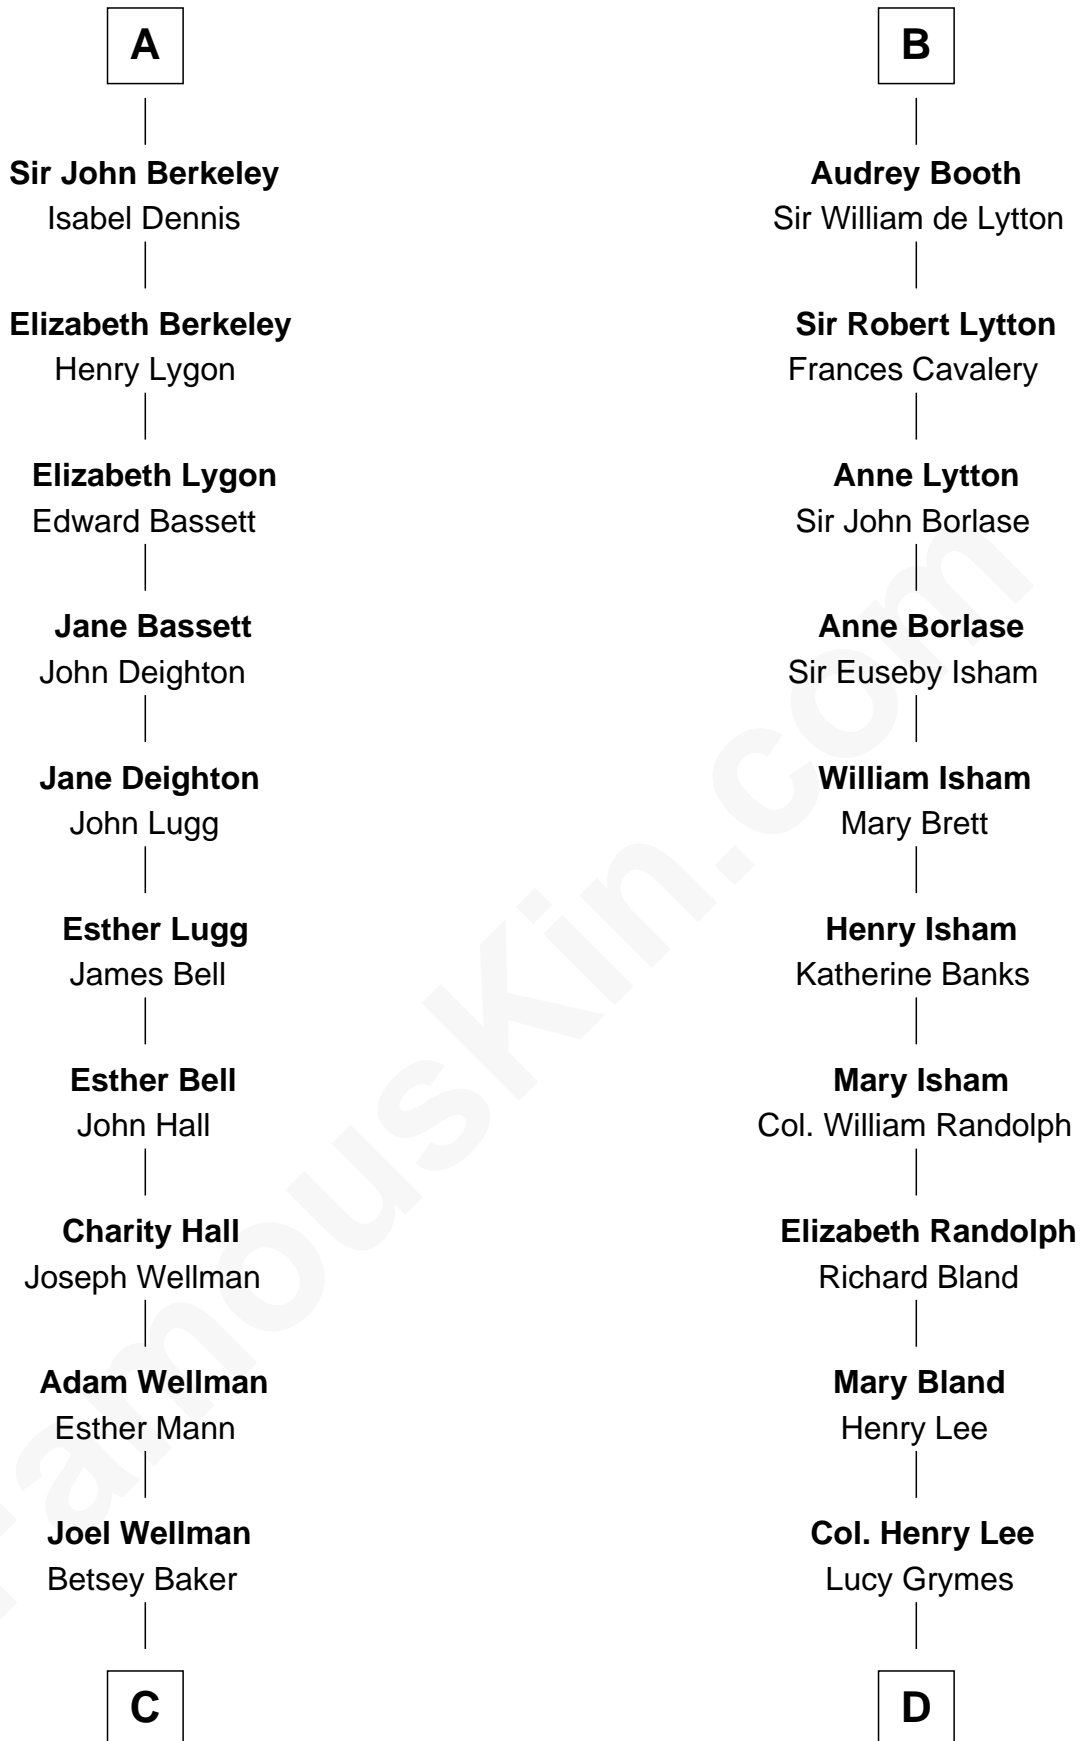 A
Sir John Berkeley
Isabel Dennis
Elizabeth Berkeley
Henry Lygon
Elizabeth Lygon
Edward Bassett
Jane Bassett
John Deighton
Jane Deighton
John Lugg
Esther Lugg
James Bell
Esther Bell
John Hall
Charity Hall
Joseph Wellman
Adam Wellman
Esther Mann
Joel Wellman
Betsey Baker
C
B
Audrey Booth
Sir William de Lytton
Sir Robert Lytton
Frances Cavalery
Anne Lytton
Sir John Borlase
Anne Borlase
Sir Euseby Isham
William Isham
Mary Brett
Henry Isham
Katherine Banks
Mary Isham
Col. William Randolph
Elizabeth Randolph
Richard Bland
Mary Bland
Henry Lee
Col. Henry Lee
Lucy Grymes
D
FamousKin.com